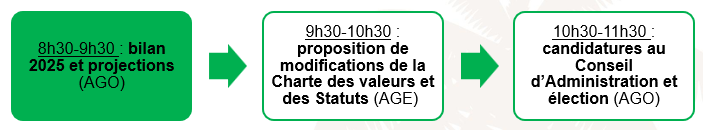 8h30-9h30 : bilan
2025 et projections
(AGO)
9h30-10h30 :
proposition de
modifications de la
Charte des valeurs et
des Statuts (AGE)
10h30-11h30 :
candidatures au
Conseil
d’Administration et
élection (AGO)